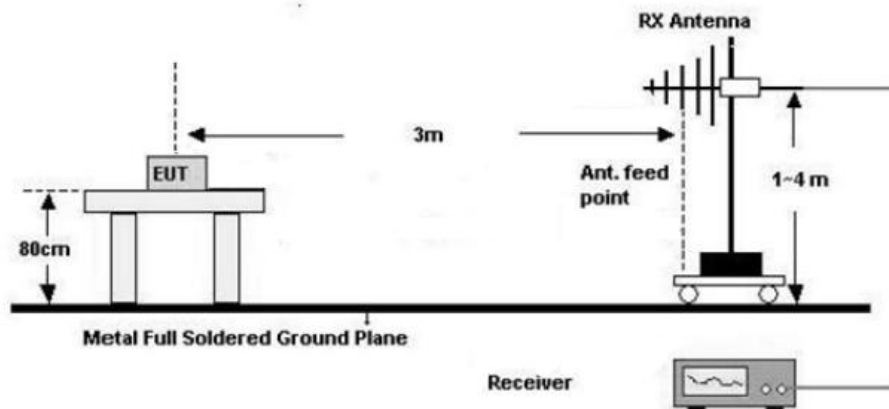 RX Antenna
3m
EUT
Ant. feed
point
1~4 m
80cm
Metal Full Soldered Ground Plane
Receiver